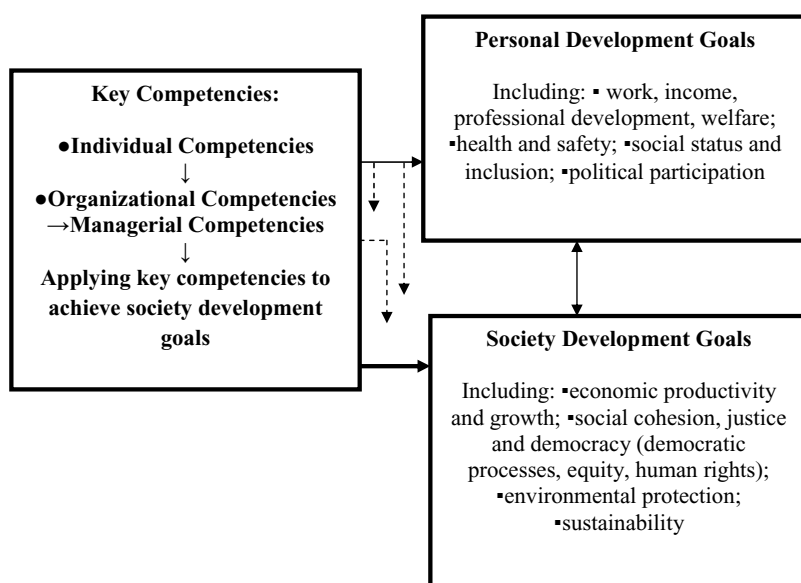 Key Competencies:
●Individual Competencies
↓
●Organizational Competencies
→Managerial Competencies
↓
Applying key competencies to
achieve society development
goals
Personal Development Goals
Including: ▪ work, income,
professional development, welfare;
▪health and safety; ▪social status and
inclusion; ▪political participation
Society Development Goals
Including: ▪economic productivity
and growth; ▪social cohesion, justice
and democracy (democratic
processes, equity, human rights);
▪environmental protection;
▪sustainability